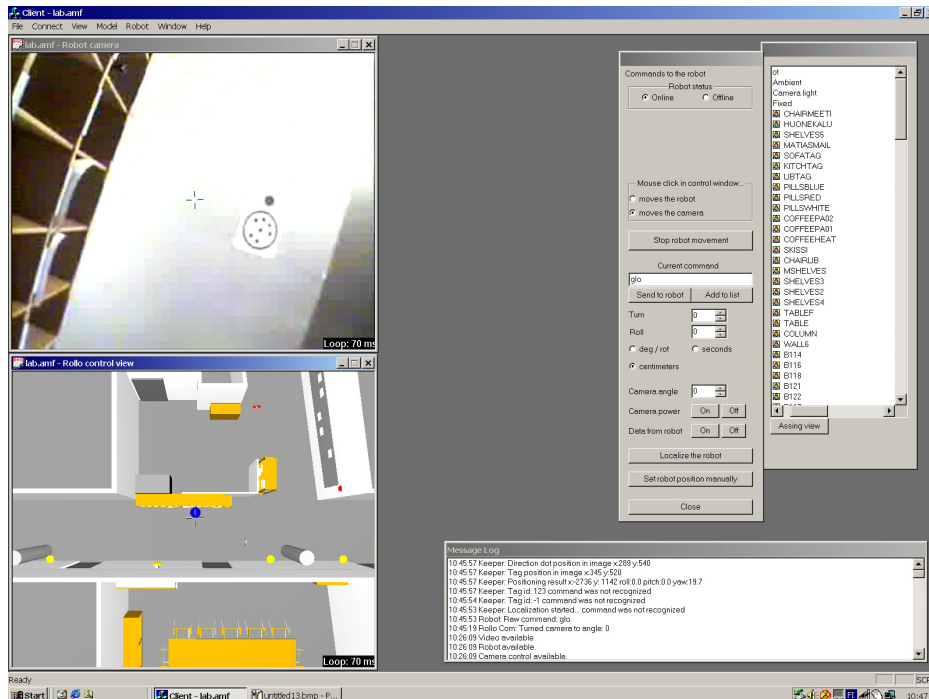 Client - lab.amf
File Connect View Model Robot Window Help
lab.amf - Robot camera
Loop: 70 ms
lab.amf - Rollo control view
Loop: 70 ms
Commands to the robot
Robot status
Online Offline
Mouse click in control window...
moves the robot
moves the camera
Stop robot movement
Current command
glo
Send to robot Add to list
Turn 0
Roll 0
deg / rot seconds
centimeters
Camera angle 0
Camera power On Off
Data from robot On Off
Localize the robot
Set robot position manually
Close
ot
Ambient
Camera light
Fixed
CHAIRMEETI
HUONEKALU
SHELVES5
MATIASMAIL
SOFATAG
KITCHTAG
UBTAG
PILLSBLUE
PILLSRED
PILLSWHITE
COFFEEPA02
COFFEEPA01
COFFEEHEAT
SKISSI
CHAIRLIB
MSHELVES
SHELVES3
SHELVES2
SHELVES4
TABLEF
TABLE
COLUMN
WALL6
B114
B116
B118
B121
B122
Assing view
Message Log
10:45:57 Keeper: Direction dot position in image x:289 y:540
10:45:57 Keeper: Tag position in image x:345 y:520
10:45:57 Keeper: Positioning result x:-2736 y: 1142 roll:0.0 pitch:0.0 yaw:19.7
10:45:57 Keeper: Tag id: 123 command was not recognized
10:45:54 Keeper: Tag id: -1 command was not recognized
10:45:53 Keeper: Localization started... command was not recognized
10:45:53 Robot: Raw command: glo
10:45:19 Rollo Com: Turned camera to angle: 0
10:26:09 Video available.
10:26:09 Robot available.
10:26:09 Camera control available.
Ready
SCR
Start Client - lab.amf untitled13.bmp - P... FI 10:47